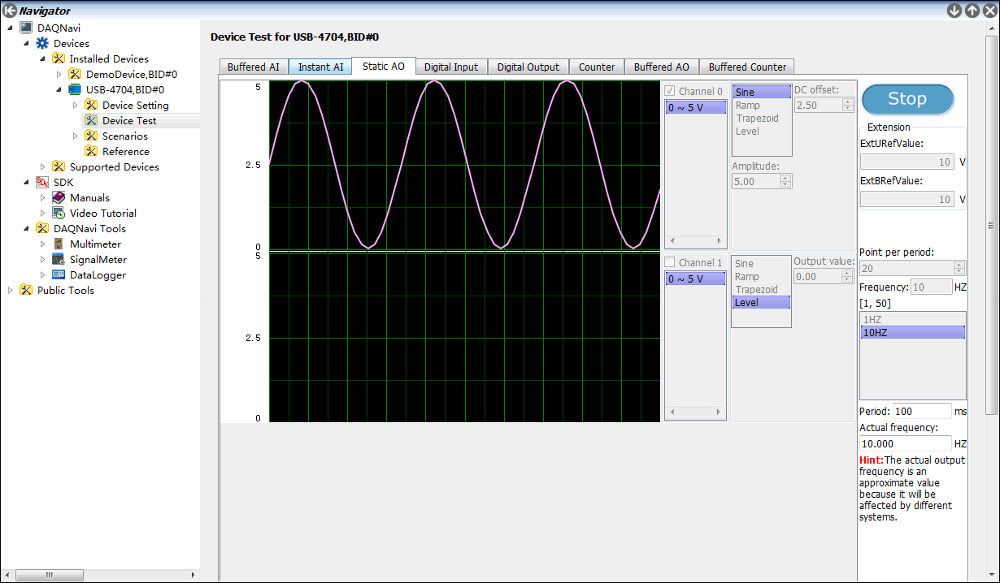 Navigator
DAQNavi
Devices
Installed Devices
DemoDevice,BID#0
USB-4704,BID#0
Device Setting
Device Test
Scenarios
Reference
Supported Devices
SDK
SDK
Manuals
Video Tutorial
DAQNavi Tools
Multimeter
SignalMeter
DataLogger
Public Tools
Device Test for USB-4704,BID#0
Buffered AI
Instant AI
Static AO
Digital Input
Digital Output
Counter
Buffered AO
Buffered Counter
5
2.5
0
5
2.5
0
Channel 0
0 ~ 5 V
Sine
Ramp
Trapezoid
Level
DC offset:
2.50
Amplitude:
5.00
Channel 1
0 ~ 5 V
Sine
Ramp
Trapezoid
Level
Output value:
0.00
Stop
Extension
ExtURefValue:
10 V
ExtBRefValue:
10 V
Point per period:
20
Frequency: 10 HZ
[1, 50]
1HZ
10HZ
Period: 100 ms
Actual frequency:
10.000 HZ
Hint:The actual output
frequency is an
approximate value
because it will be
affected by different
systems.